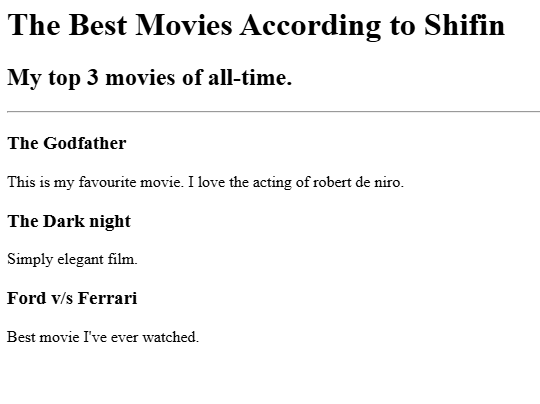 The Best Movies According to Shifin
My top 3 movies of all-time.
The Godfather
This is my favourite movie. I love the acting of robert de niro.
The Dark night
Simply elegant film.
Ford v/s Ferrari
Best movie I've ever watched.